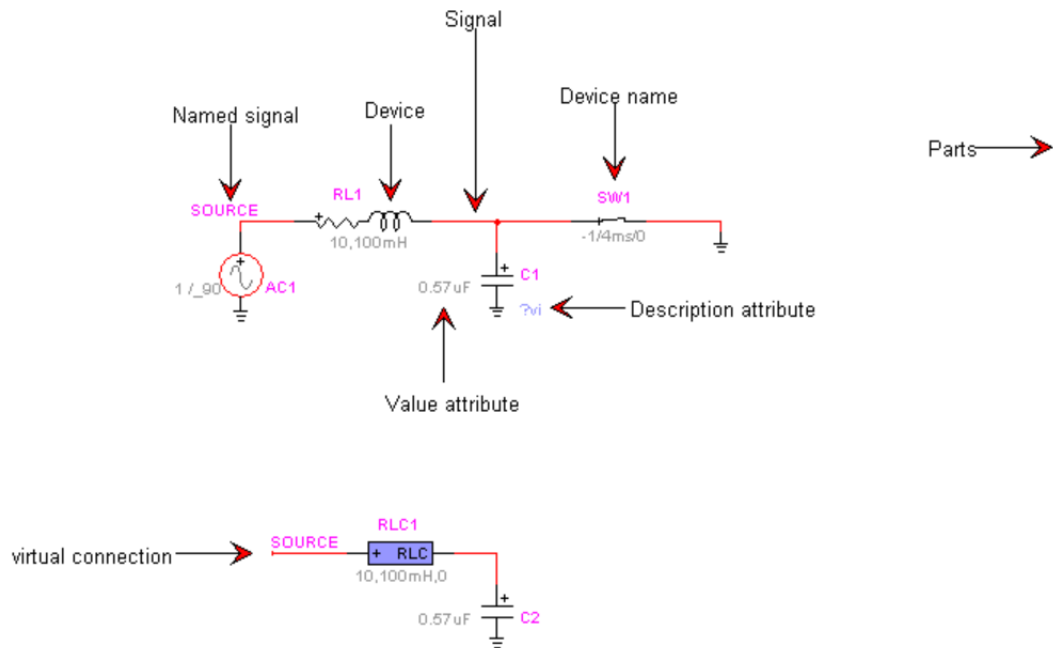 Signal
Device name
Named signal
Device
Parts
RL1
SW1
SOURCE
+
10,100mH
-1/4ms/0
+
+
C1
1 /_90
AC1
0.57uF
?vi
Description attribute
Value attribute
RLC1
SOURCE
virtual connection
+ RLC
10,100mH,0
+
0.57uF
C2